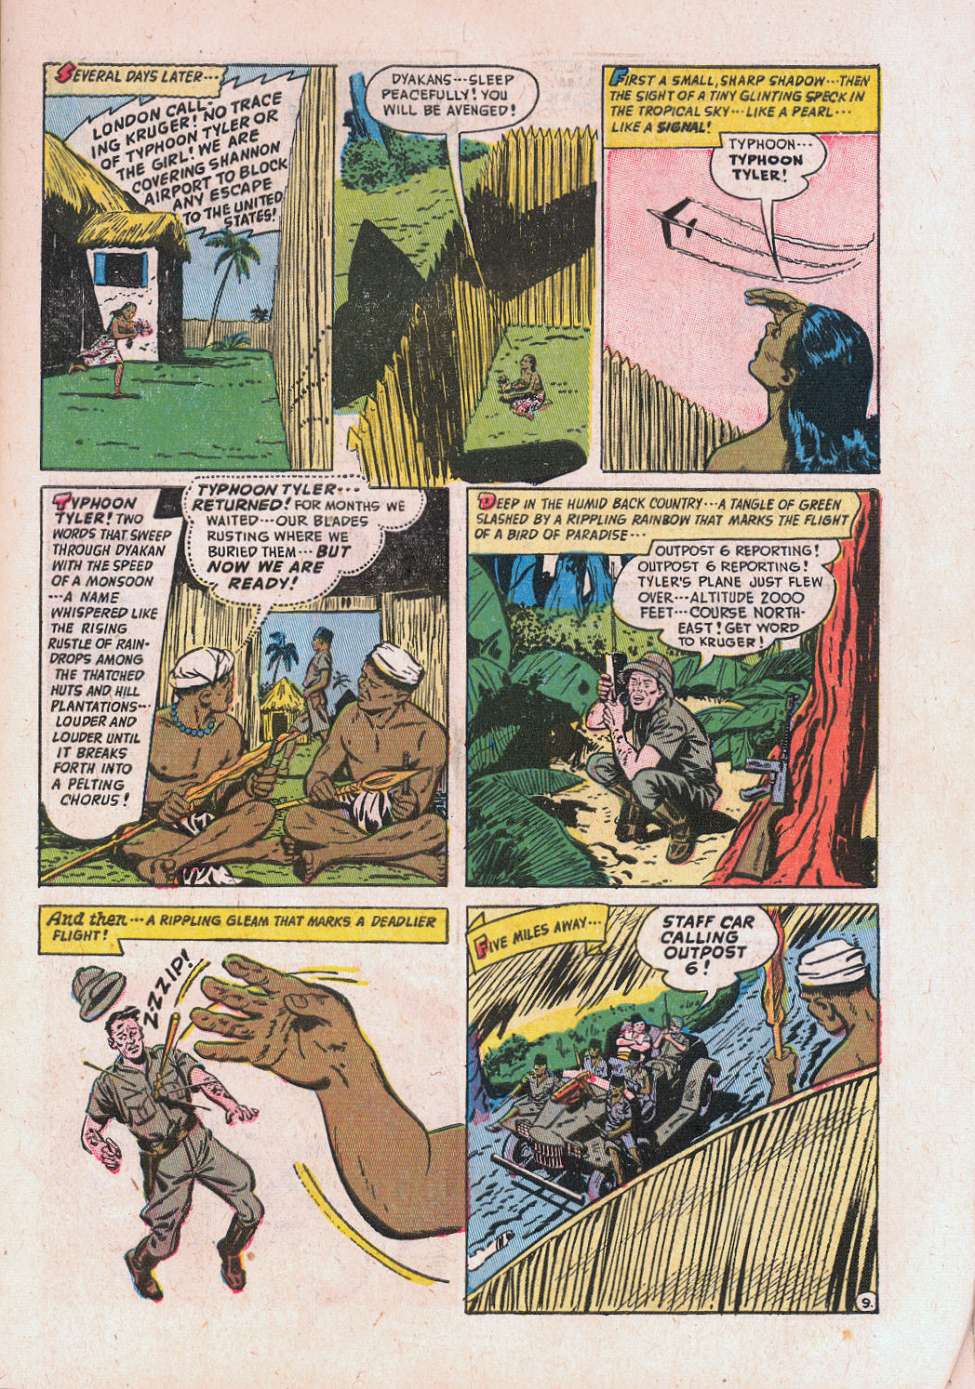 SEVERAL DAYS LATER---
LONDON CALL-
ING KRUGER! NO TRACE
OF TYPHOON TYLER OR
THE GIRL! WE ARE
COVERING SHANNON
AIRPORT TO BLOCK
ANY ESCAPE
TO THE UNITED
STATES!
DYAKANS---SLEEP
PEACEFULLY! YOU
WILL BE AVENGED!
FIRST A SMALL, SHARP SHADOW---THEN
THE SIGHT OF A TINY GLINTING SPECK IN
THE TROPICAL SKY---LIKE A PEARL---
LIKE A SIGNAL!
TYPHOON---
TYPHOON
TYLER!
TYPHOON
TYLER! TWO
WORDS THAT SWEEP
THROUGH DYAKAN
WITH THE SPEED
OF A MONSOON
---A NAME
WHISPERED LIKE
THE RISING
RUSTLE OF RAIN-
DROPS AMONG
THE THATCHED
HUTS AND HILL
PLANTATIONS---
LOUDER AND
LOUDER UNTIL
IT BREAKS
FORTH INTO
A PELTING
CHORUS!
TYPHOON TYLER---
RETURNED! FOR MONTHS WE
WAITED---OUR BLADES
RUSTING WHERE WE
BURIED THEM---BUT
NOW WE ARE
READY!
DEEP IN THE HUMID BACK COUNTRY---A TANGLE OF GREEN
SLASHED BY A RIPPLING RAINBOW THAT MARKS THE FLIGHT
OF A BIRD OF PARADISE---
OUTPOST 6 REPORTING!
OUTPOST 6 REPORTING!
TYLER'S PLANE JUST FLEW
OVER---ALTITUDE 2000
FEET---COURSE NORTH-
EAST! GET WORD
TO KRUGER!
And then---A RIPPLING GLEAM THAT MARKS A DEADLIER
FLIGHT!
ZZZZIP!
FIVE MILES AWAY---
STAFF CAR
CALLING
OUTPOST
6!
9.